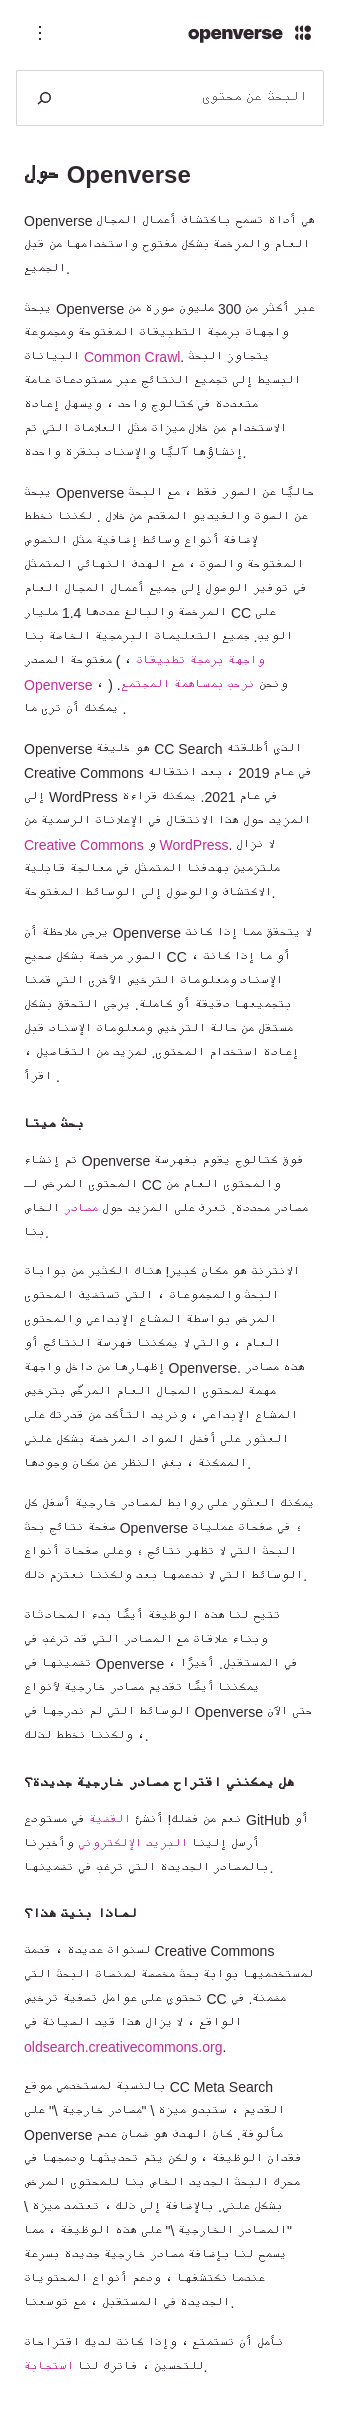 openverse
البحث عن محتوى
حول Openverse
Openverse هي أداة تسمح باكتشاف أعمال المجال
العام والمرخصة بشكل مفتوح واستخدامها من قبل
الجميع.
يبحث Openverse عبر أكثر من 300 مليون صورة من
واجهات برمجة التطبيقات المفتوحة ومجموعة
البيانات Common Crawl. يتجاوز البحث
البسيط إلى تجميع النتائج عبر مستودعات عامة
متعددة في كتالوج واحد ، ويسهل إعادة
الاستخدام من خلال ميزات مثل العلامات التي تم
إنشاؤها آليًا والإسناد بنقرة واحدة.
يبحث Openverse حاليًا عن الصور فقط ، مع البحث
عن الصوت والفيديو المقدم من خلال . لكننا نخطط
لإضافة أنواع وسائط إضافية مثل النصوص
المفتوحة والصوت ، مع الهدف النهائي المتمثل
في توفير الوصول إلى جميع أعمال المجال العام
المرخصة والبالغ عددها 1.4 مليار CC على
الويب. جميع التعليمات البرمجية الخاصة بنا
مفتوحة المصدر ( ، واجهة برمجة تطبيقات
Openverse ، ) ونحن نرحب بمساهمة المجتمع.
يمكنك أن ترى ما .
Openverse هو خليفة CC Search الذي أطلقته
Creative Commons في عام 2019 ، بعد انتقاله
إلى WordPress في عام 2021. يمكنك قراءة
المزيد حول هذا الانتقال في الإعلانات الرسمية من
Creative Commons و WordPress. لا نزال
ملتزمين بهدفنا المتمثل في معالجة قابلية
الاكتشاف والوصول إلى الوسائط المفتوحة.
يرجى ملاحظة أن Openverse لا يتحقق مما إذا كانت
الصور مرخصة بشكل صحيح CC ، أو ما إذا كانت
الإسناد ومعلومات الترخيص الأخرى التي قمنا
بتجميعها دقيقة أو كاملة. يرجى التحقق بشكل
مستقل من حالة الترخيص ومعلومات الإسناد قبل
إعادة استخدام المحتوى. لمزيد من التفاصيل ،
اقرأ .
بحث ميتا
تم إنشاء Openverse فوق كتالوج يقوم بفهرسة
المحتوى المرخص لـ CC والمحتوى العام من
مصادر محددة. تعرف على المزيد حول مصادر الخاص
بنا.
الانترنت هو مكان كبير! هناك الكثير من بوابات
البحث والمجموعات ، التي تستضيف المحتوى
المرخص بواسطة المشاع الإبداعي والمحتوى
العام ، والتي لا يمكننا فهرسة النتائج أو
إظهارها من داخل واجهة Openverse. هذه مصادر
مهمة لمحتوى المجال العام المرخّص بترخيص
المشاع الإبداعي ، ونريد التأكد من قدرتك على
العثور على أفضل المواد المرخصة بشكل علني
الممكنة ، بغض النظر عن مكان وجودها.
يمكنك العثور على روابط لمصادر خارجية أسفل كل
صفحة نتائج بحث Openverse ؛ في صفحات عمليات
البحث التي لا تظهر نتائج ؛ وعلى صفحات أنواع
الوسائط التي لا ندعمها بعد ولكننا نعتزم ذلك.
تتيح لنا هذه الوظيفة أيضًا بدء المحادثات
وبناء علاقات مع المصادر التي قد ترغب في
تضمينها في Openverse في المستقبل. أخيرًا ،
يمكننا أيضًا تقديم مصادر خارجية لأنواع
الوسائط التي لم ندرجها في Openverse حتى الآن
، ولكننا نخطط لذلك.
هل يمكنني اقتراح مصادر خارجية جديدة؟
نعم من فضلك! أنشئ القضية في مستودع GitHub أو
أرسل إلينا البريد الإلكتروني وأخبرنا
بالمصادر الجديدة التي ترغب في تضمينها.
لماذا بنيت هذا؟
لسنوات عديدة ، قدمت Creative Commons
لمستخدميها بوابة بحث مخصصة لمنصات البحث التي
تحتوي على عوامل تصفية ترخيص CC مضمنة. في
الواقع ، لا يزال هذا قيد الصيانة في
oldsearch.creativecommons.org.
بالنسبة لمستخدمي موقع CC Meta Search
القديم ، ستبدو ميزة \ "مصادر خارجية \" على
Openverse مألوفة. كان الهدف هو ضمان عدم
فقدان الوظيفة ، ولكن يتم تحديثها ودمجها في
محرك البحث الجديد الخاص بنا للمحتوى المرخص
بشكل علني. بالإضافة إلى ذلك ، تعتمد ميزة \
"المصادر الخارجية \" على هذه الوظيفة ، مما
يسمح لنا بإضافة مصادر خارجية جديدة بسرعة
عندما نكتشفها ، ودعم أنواع المحتويات
الجديدة في المستقبل ، مع توسعنا.
نأمل أن تستمتع ، وإذا كانت لديك اقتراحات
للتحسين ، فاترك لنا استجابة.